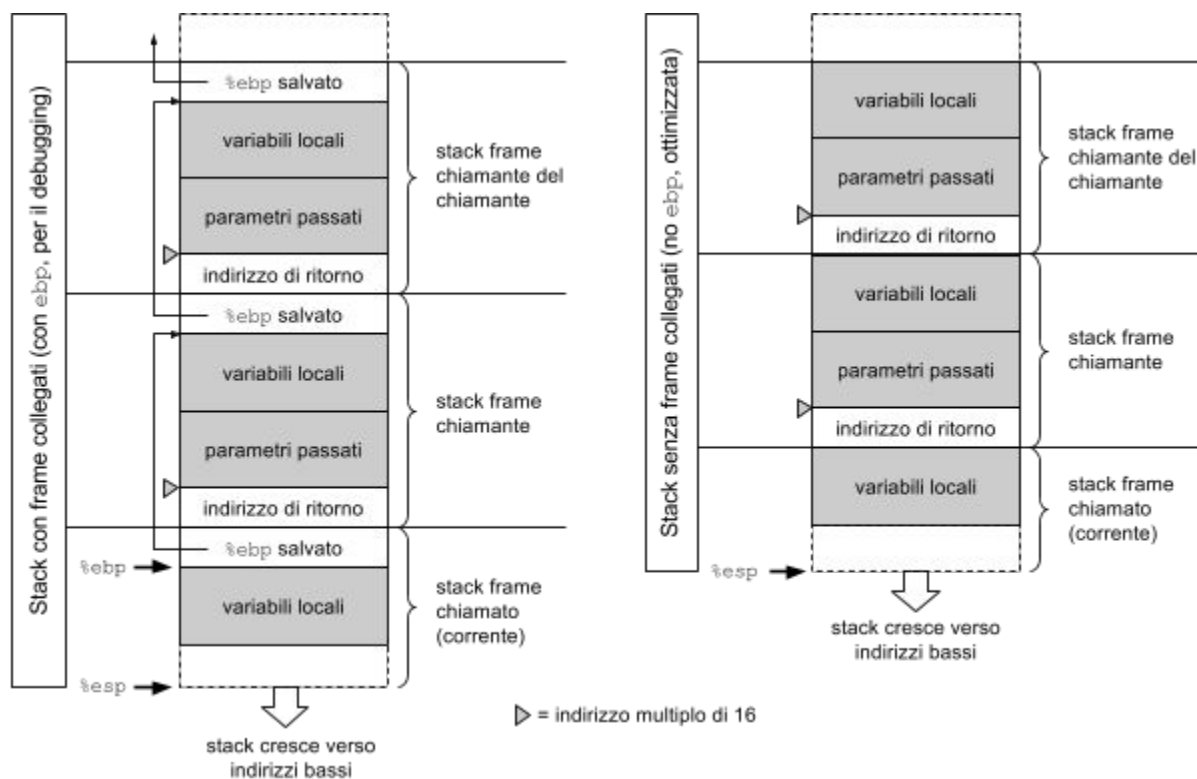 Stack con frame collegati (con ebp, per il debugging)
%ebp salvato
variabili locali
parametri passati
indirizzo di ritorno
stack frame
chiamante del
chiamante
%ebp salvato
variabili locali
parametri passati
indirizzo di ritorno
stack frame
chiamante
%ebp salvato
%ebp
variabili locali
stack frame
chiamato
(corrente)
%esp
stack cresce verso
indirizzi bassi
Stack senza frame collegati (no ebp, ottimizzata)
variabili locali
parametri passati
indirizzo di ritorno
stack frame
chiamante del
chiamante
variabili locali
parametri passati
indirizzo di ritorno
stack frame
chiamante
variabili locali
stack frame
chiamato
(corrente)
%esp
stack cresce verso
indirizzi bassi
= indirizzo multiplo di 16